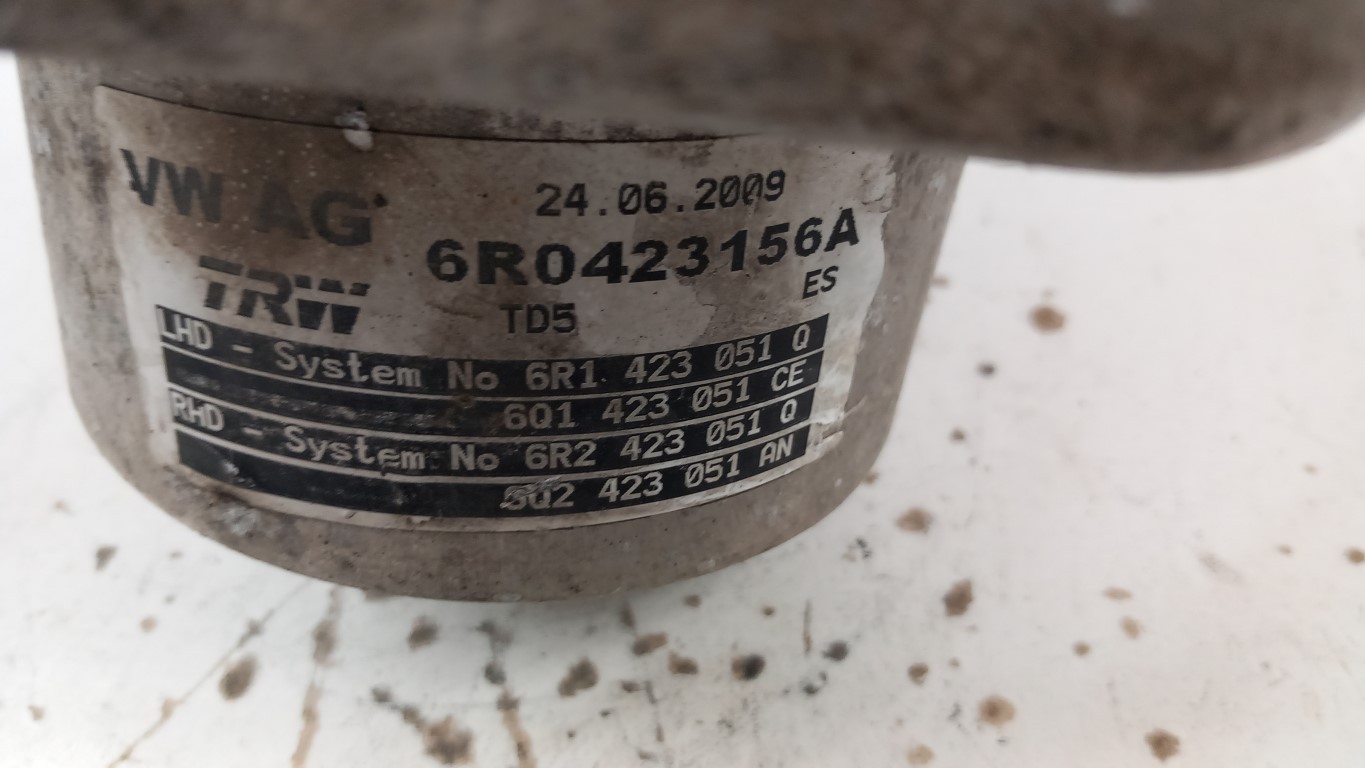 VW AG
24.06.2009
6R0423156A
TRW
TD5
ES
LHD - System No 6R1 423 051 Q
6Q1 423 051 CE
RHD - System No 6R2 423 051 Q
6Q2 423 051 AN